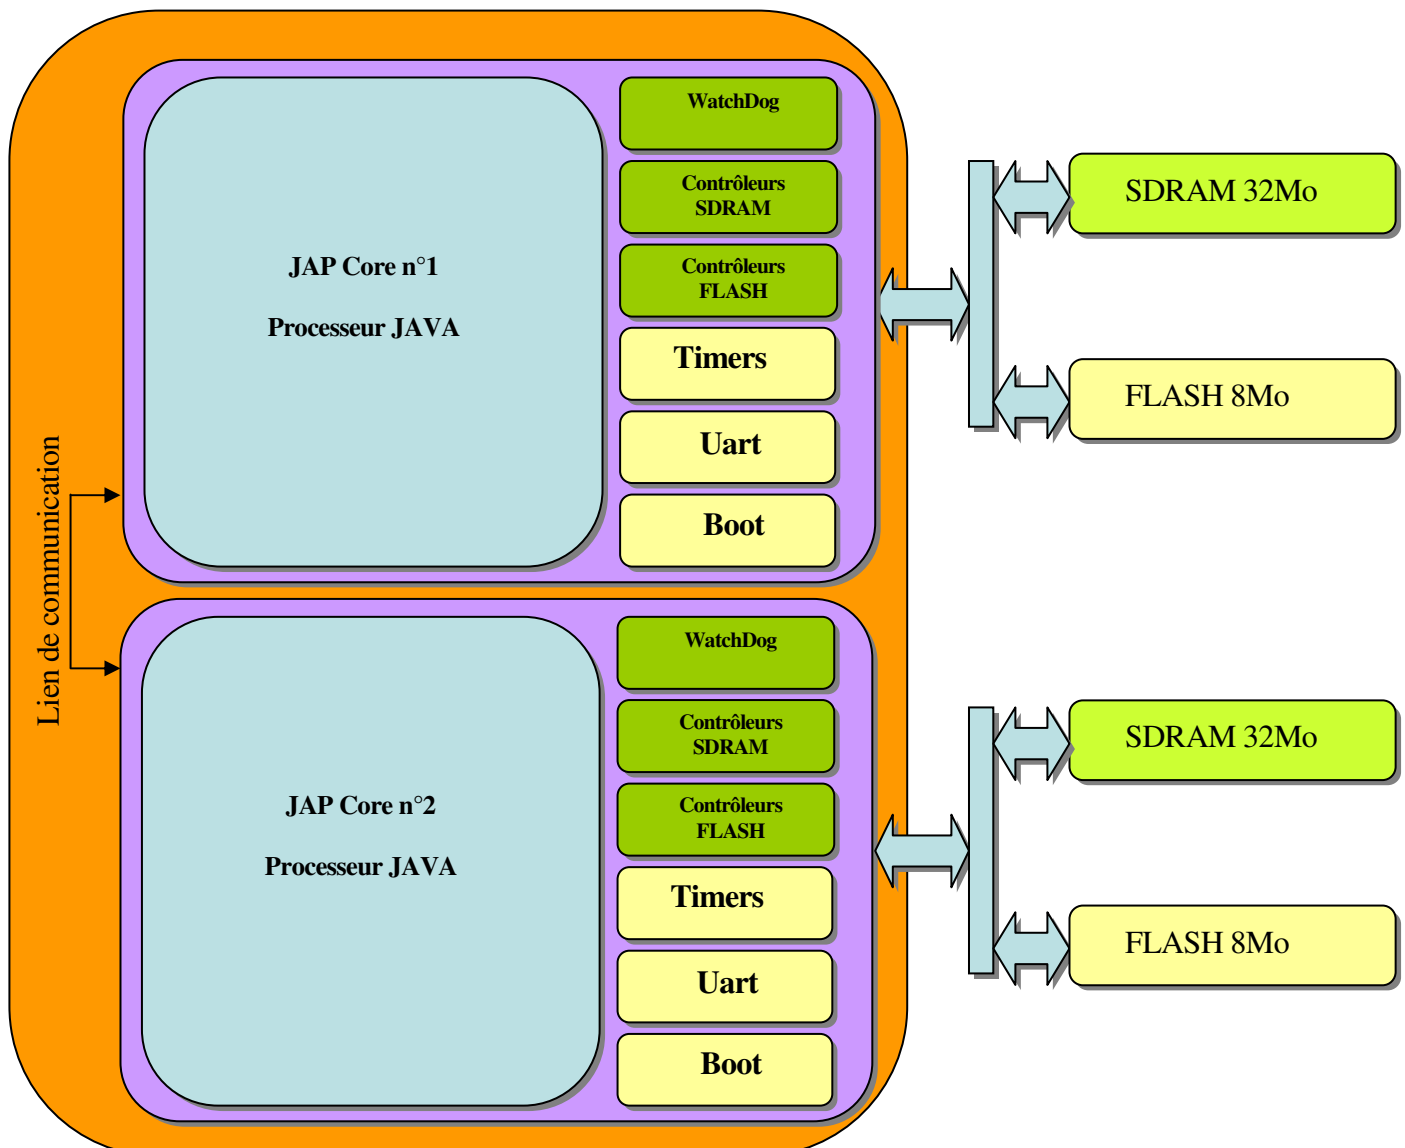 WatchDog
Contrôleurs
SDRAM
Contrôleurs
FLASH
Timers
Uart
Boot
JAP Core n°1
Processeur JAVA
SDRAM 32Mo
FLASH 8Mo
Lien de communication
WatchDog
Contrôleurs
SDRAM
Contrôleurs
FLASH
Timers
Uart
Boot
JAP Core n°2
Processeur JAVA
SDRAM 32Mo
FLASH 8Mo